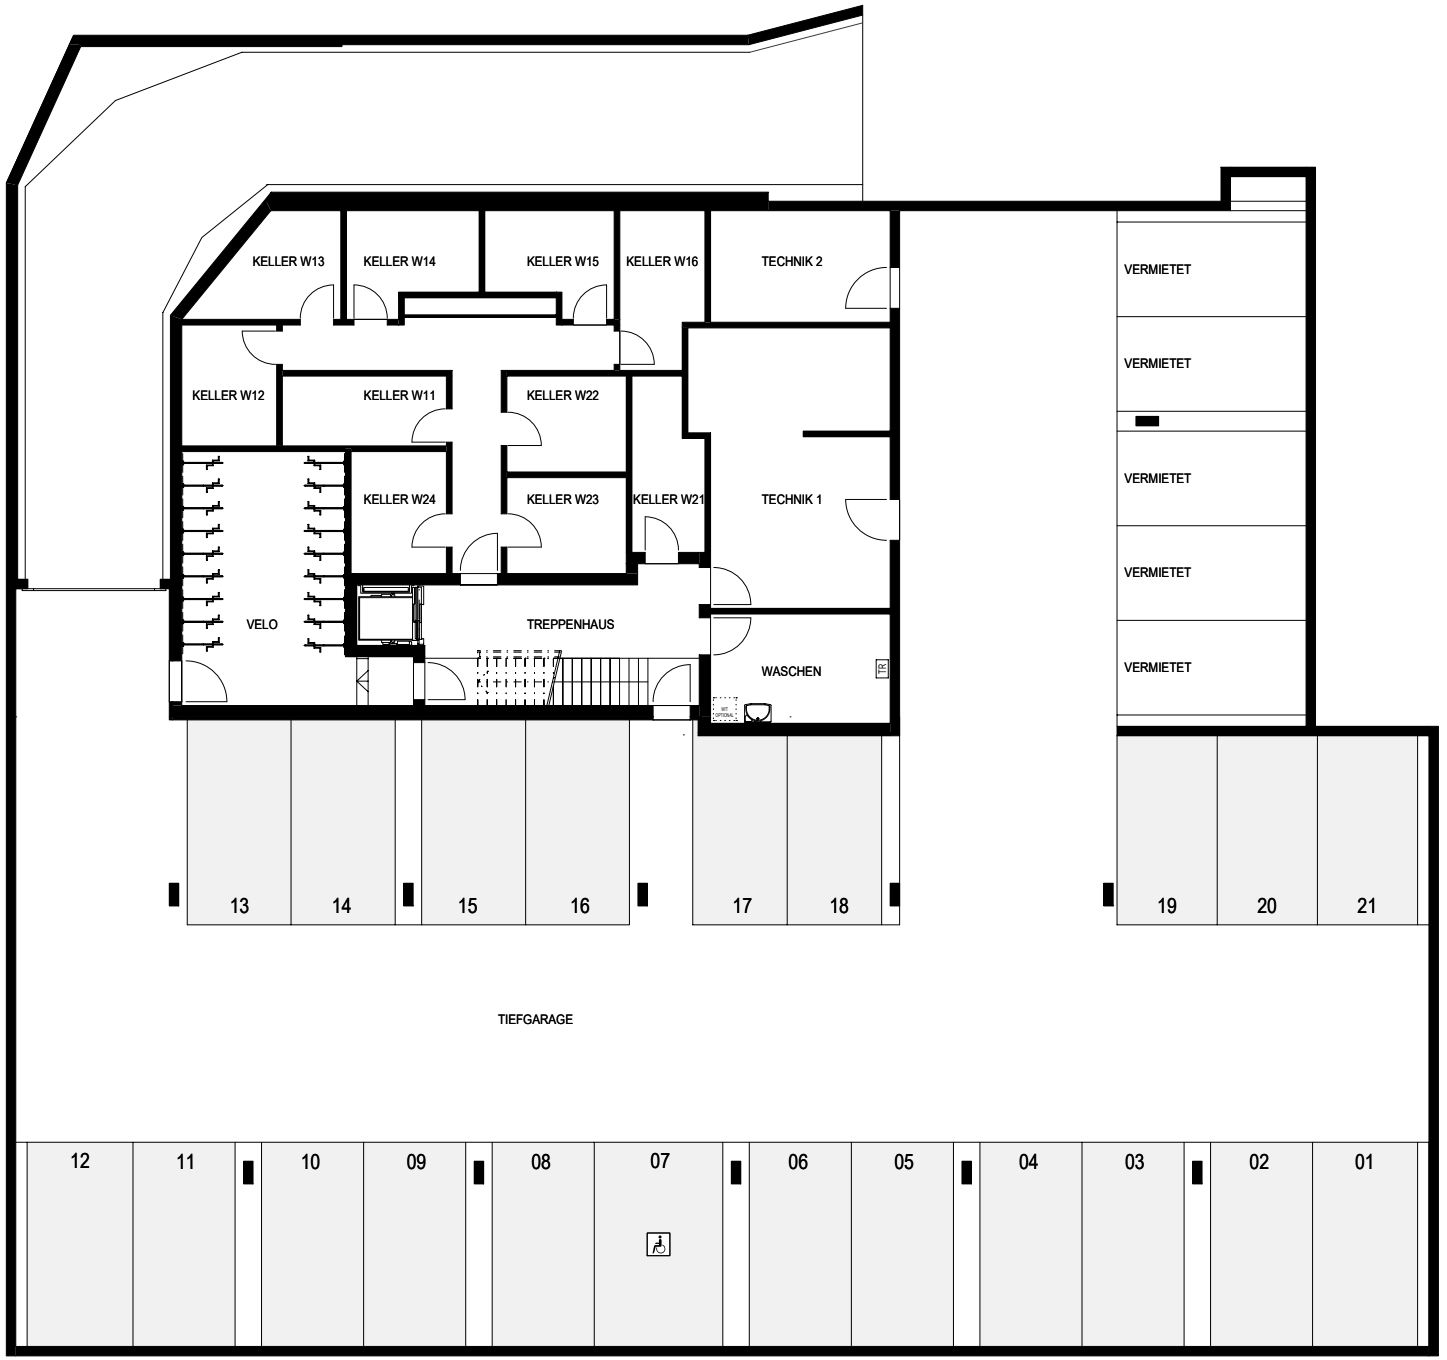 KELLER W13
KELLER W14
KELLER W15
KELLER W16
TECHNIK 2
VERMIETET
VERMIETET
KELLER W12
KELLER W11
KELLER W22
VERMIETET
KELLER W24
KELLER W23
KELLER W21
TECHNIK 1
VERMIETET
VELO
TREPPENHAUS
WASCHEN
TR
VERMIETET
WT
OPTIONAL
13
14
15
16
17
18
19
20
21
TIEFGARAGE
12
11
10
09
08
07
06
05
04
03
02
01